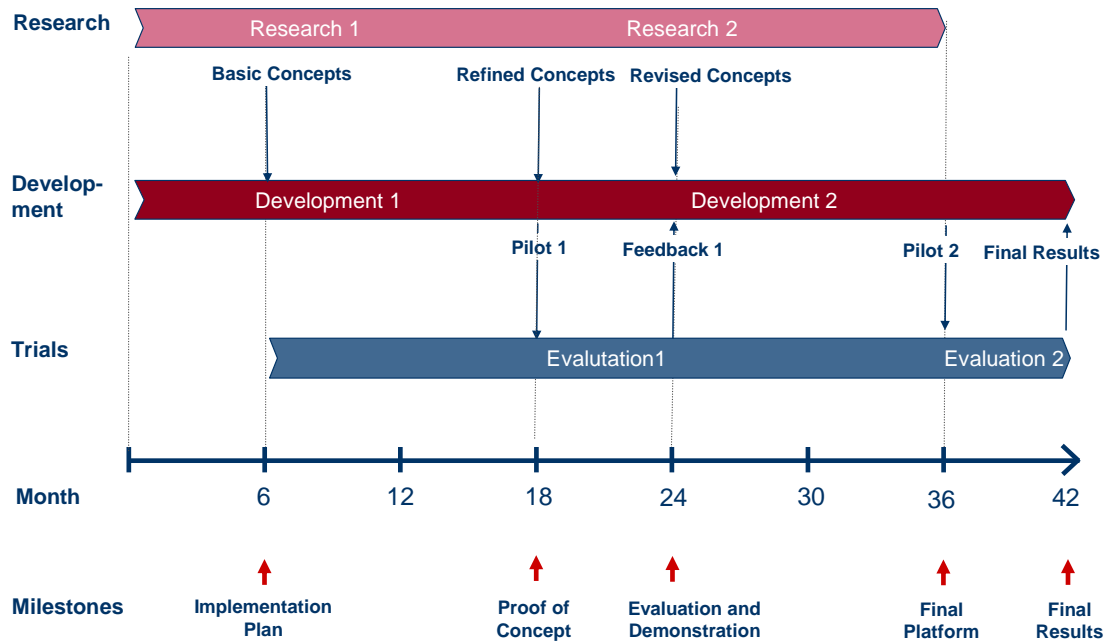 Research
Research 1
Research 2
Basic Concepts
Refined Concepts
Revised Concepts
Develop-
ment
Development 1
Development 2
Pilot 1
Feedback 1
Pilot 2
Final Results
Trials
Evalutation1
Evaluation 2
Month
6
12
18
24
30
36
42
Milestones
Implementation
Plan
Proof of
Concept
Evaluation and
Demonstration
Final
Platform
Final
Results